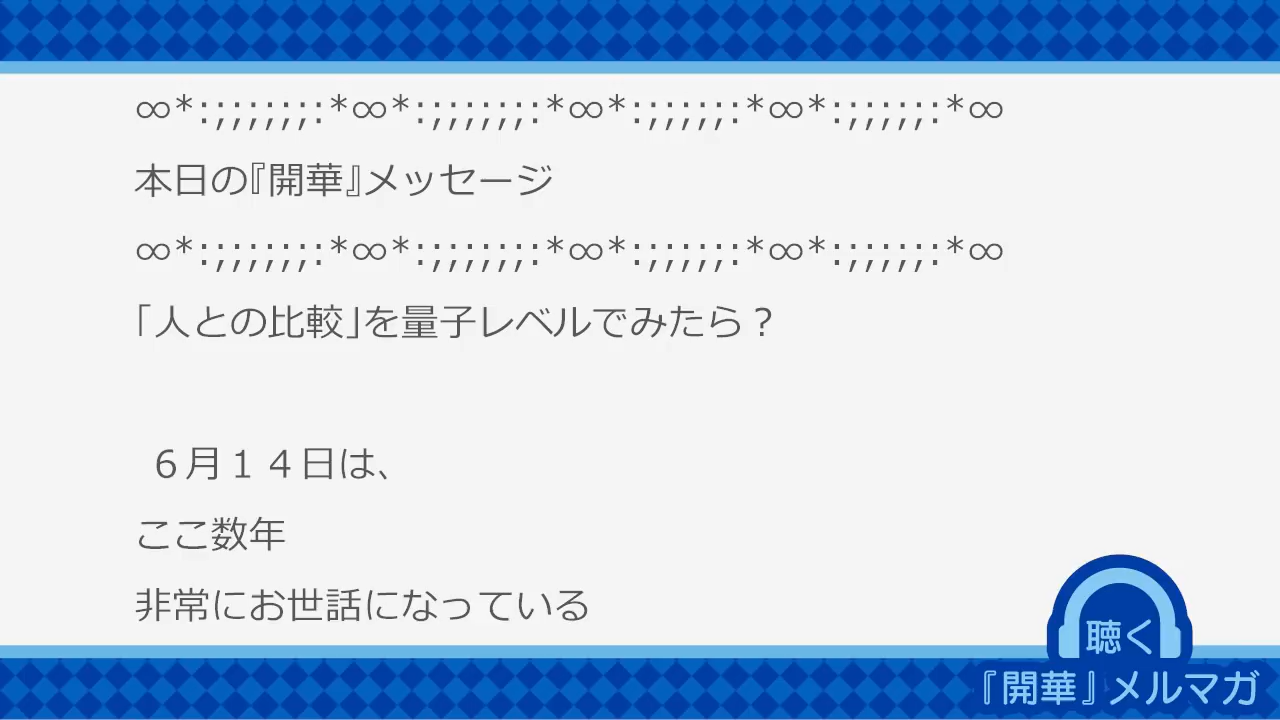 ∞*:;;;;;;:*∞*:;;;;;;:*∞*:;;;;;:*∞*:;;;;;:*∞
本日の『開華』メッセージ
∞*:;;;;;;:*∞*:;;;;;;:*∞*:;;;;;:*∞*:;;;;;:*∞
「人との比較」を量子レベルでみたら？
６月１４日は、
ここ数年
非常にお世話になっている
聴く
『開華』メルマガ